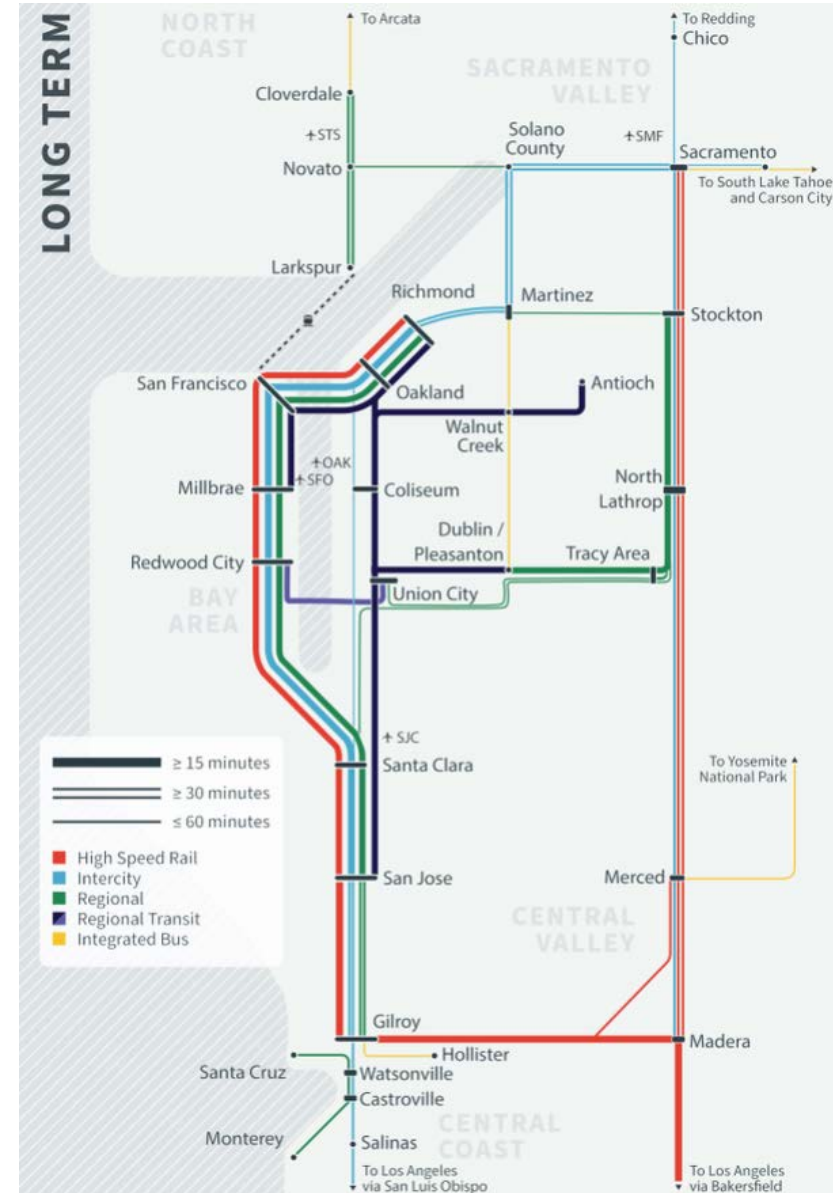 LONG TERM
NORTH
COAST
To Arcata
To Redding
Chico
SACRAMENTO
VALLEY
Cloverdale
STS
Solano
County
SMF
Novato
Sacramento
To South Lake Tahoe
and Carson City
Larkspur
Richmond
Martinez
Stockton
San Francisco
Oakland
Antioch
Walnut
Creek
OAK
SFO
Millbrae
Coliseum
North
Lathrop
Dublin /
Pleasanton
Tracy Area
Redwood City
Union City
BAY
AREA
SJC
Santa Clara
To Yosemite
National Park
≥ 15 minutes
≥ 30 minutes
≤ 60 minutes
High Speed Rail
Intercity
Regional
Regional Transit
Integrated Bus
San Jose
Merced
CENTRAL
VALLEY
Gilroy
Madera
Hollister
Santa Cruz
Watsonville
Castroville
CENTRAL
COAST
Monterey
Salinas
To Los Angeles
via San Luis Obispo
To Los Angeles
via Bakersfield